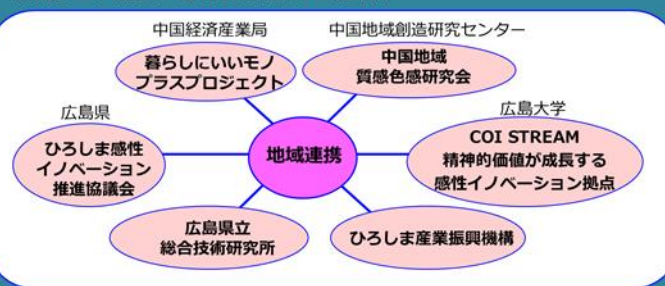 中国経済産業局
暮らしにいいモノ
プラスプロジェクト
中国地域創造研究センター
中国地域
質感色感研究会
広島県
ひろしま感性
イノベーション
推進協議会
地域連携
広島大学
COI STREAM
精神的価値が成長する
感性イノベーション拠点
広島県立
総合技術研究所
ひろしま産業振興機構